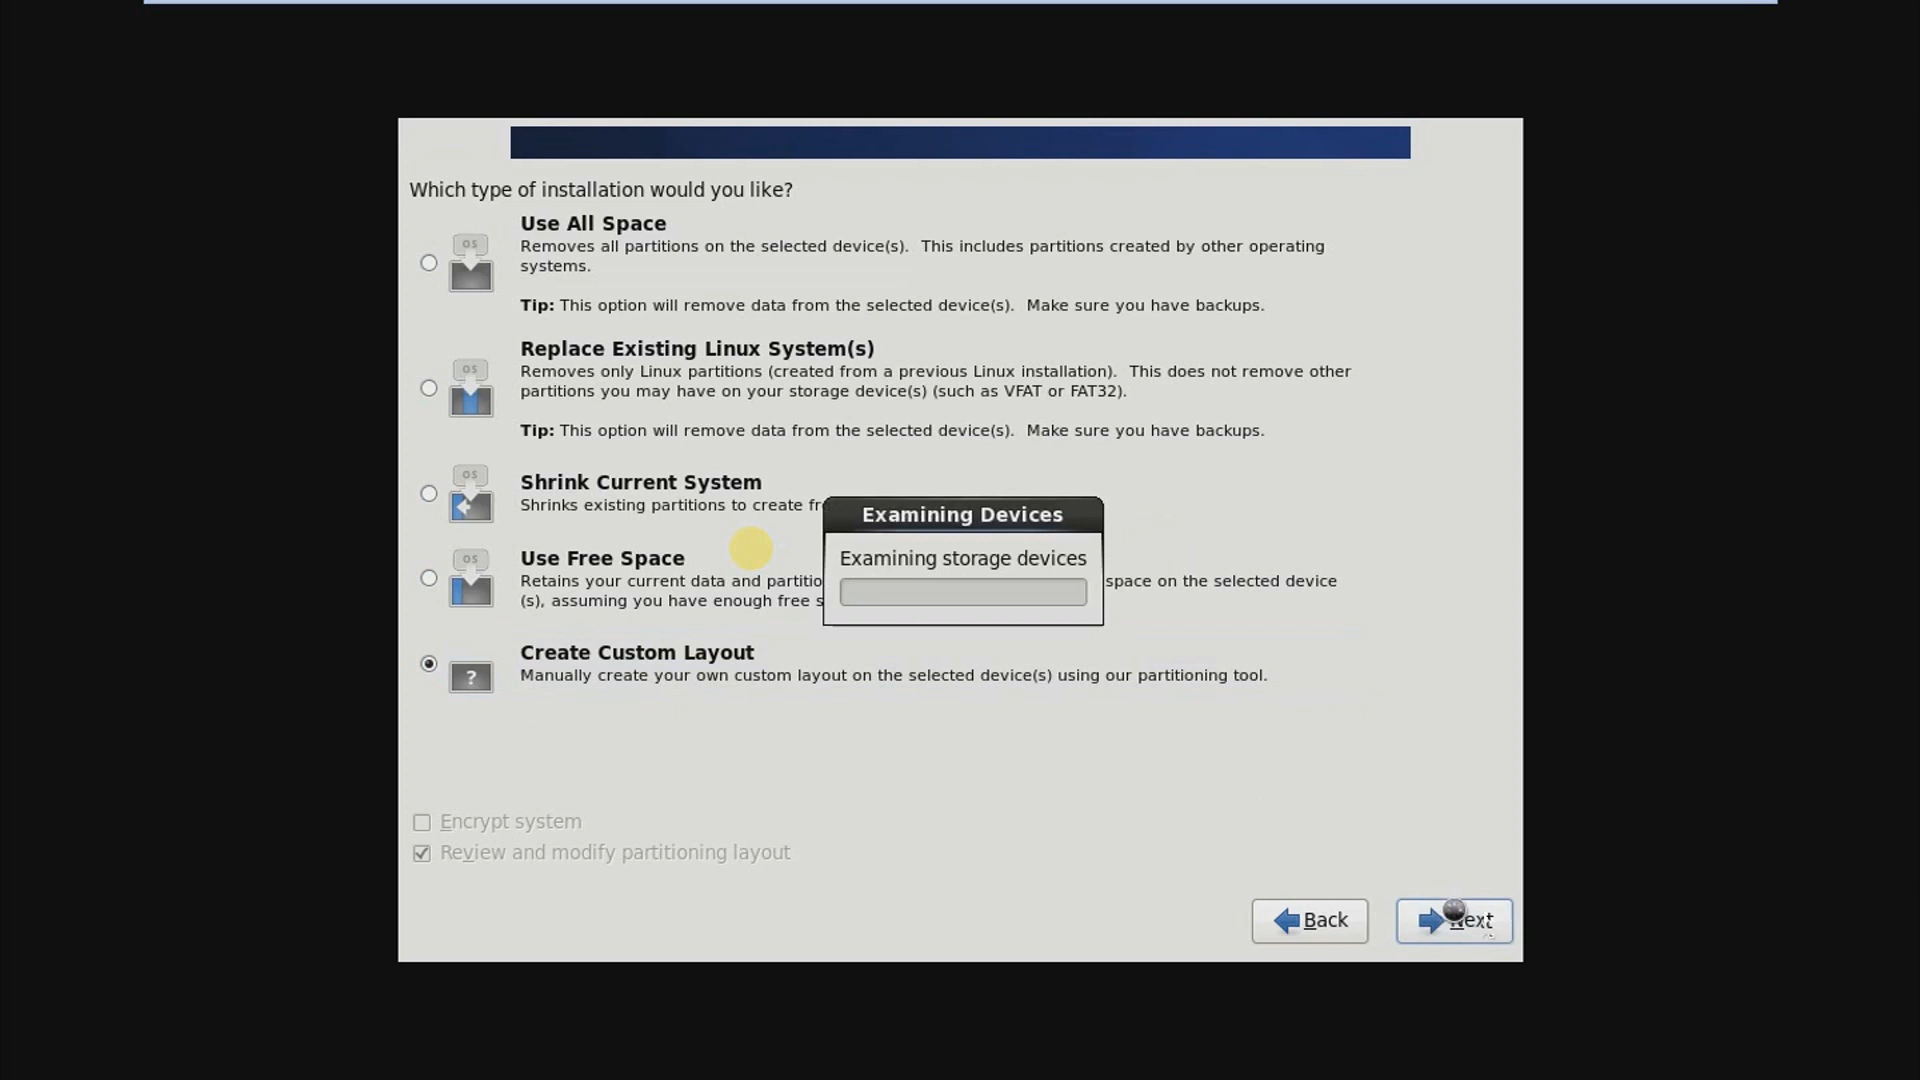 Which type of installation would you like?
OS
Use All Space
Removes all partitions on the selected device(s).  This includes partitions created by other operating
systems.
Tip: This option will remove data from the selected device(s).  Make sure you have backups.
OS
Replace Existing Linux System(s)
Removes only Linux partitions (created from a previous Linux installation).  This does not remove other
partitions you may have on your storage device(s) (such as VFAT or FAT32).
Tip: This option will remove data from the selected device(s).  Make sure you have backups.
OS
Shrink Current System
Shrinks existing partitions to create fr
Examining Devices
Examining storage devices
OS
Use Free Space
Retains your current data and partitio space on the selected device
(s), assuming you have enough free s
?
Create Custom Layout
Manually create your own custom layout on the selected device(s) using our partitioning tool.
Encrypt system
Review and modify partitioning layout
Back
Next